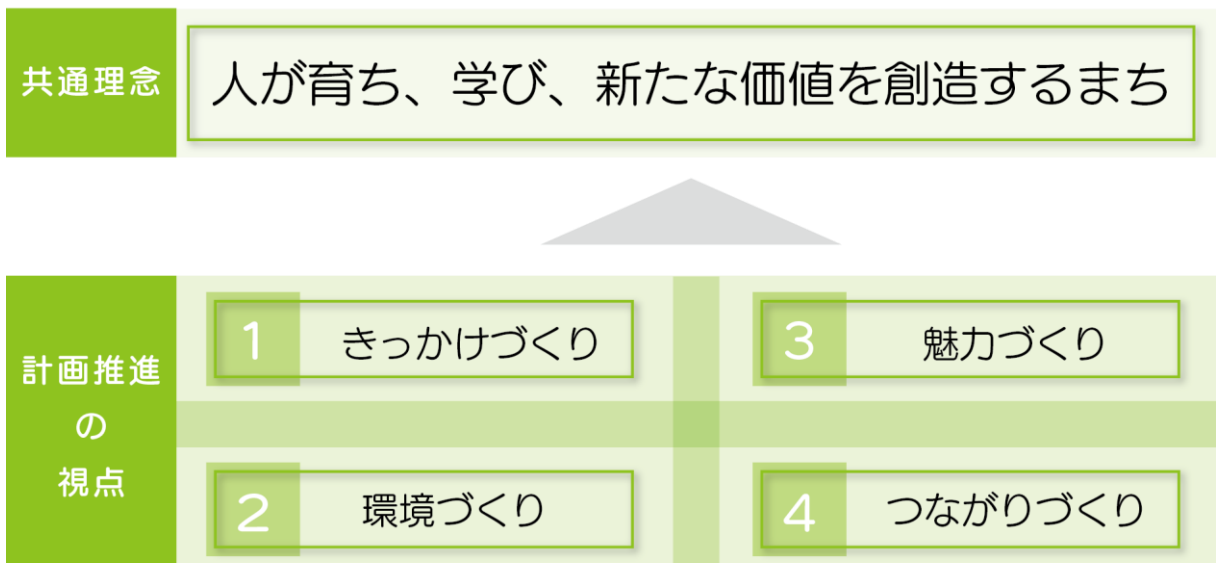 共通理念
人が育ち、学び、新たな価値を創造するまち
計画推進
の
視点
1 きっかけづくり
2 環境づくり
3 魅力づくり
4 つながりづくり